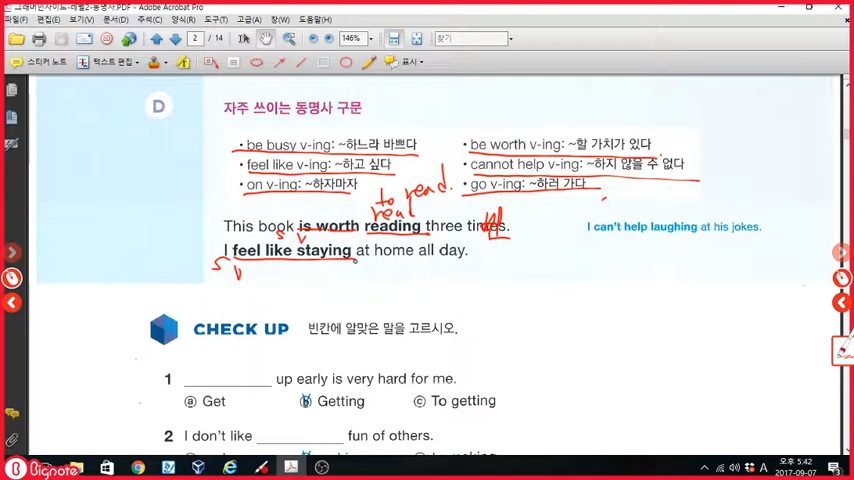 그래머인사이트-레벨2-동명사.PDF - Adobe Acrobat Pro
파일(F) 편집(E) 보기(V) 문서(D) 주석(C) 양식(R) 도구(T) 고급(A) 창(W) 도움말(H)
2 / 14 146% 찾기
스티커 노트 텍스트 편집 표시
D 자주 쓰이는 동명사 구문
• be busy v-ing: ~하느라 바쁘다 • be worth v-ing: ~할 가치가 있다
• feel like v-ing: ~하고 싶다 • cannot help v-ing: ~하지 않을 수 없다
• on v-ing: ~하자마자 • go v-ing: ~하러 가다
to read.
read
This book is worth reading three times. I can't help laughing at his jokes.
S V
I feel like staying at home all day.
S V
CHECK UP 빈칸에 알맞은 말을 고르시오.
1 ____________ up early is very hard for me.
ⓐ Get ⓑ Getting ⓒ To getting
2 I don't like ____________ fun of others.
Bignote
A 오후 5:42
2017-09-07